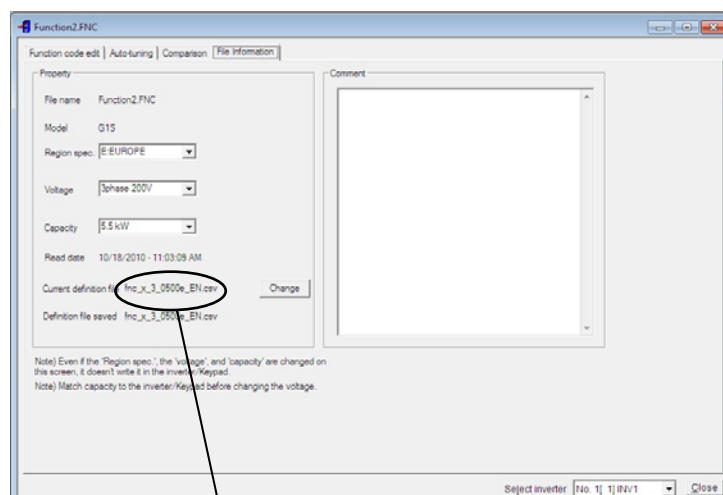 Function2.FNC
Function code edit Auto-tuning Comparison File Information
Property
File name Function2.FNC
Model G1S
Region spec. E:EUROPE
Voltage 3phase 200V
Capacity 5.5 kW
Read date 10/18/2010 - 11:03:09 AM
Current definition file fnc_x_3_0500e_EN.csv Change
Definition file saved fnc_x_3_0500e_EN.csv
Comment
Note) Even if the 'Region spec.', the 'voltage', and 'capacity' are changed on
this screen, it doesn't write it in the inverter/Keypad.
Note) Match capacity to the inverter/Keypad before changing the voltage.
Select inverter No. 1[ 1] INV1 Close